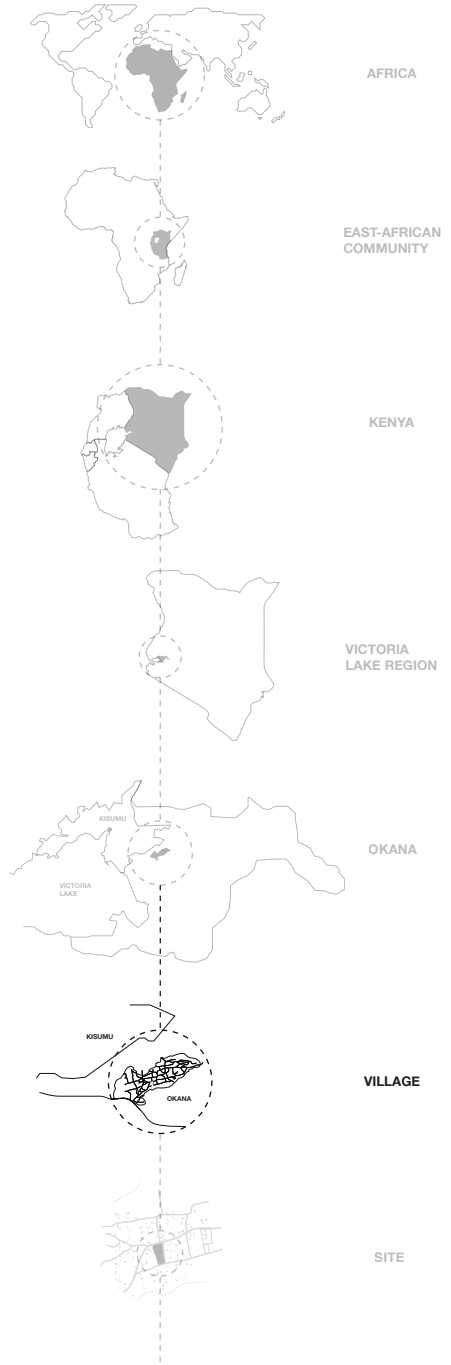 AFRICA
EAST-AFRICAN
COMMUNITY
KENYA
VICTORIA
LAKE REGION
KISUMU
OKANA
VICTORIA
LAKE
KISUMU
VILLAGE
OKANA
SITE